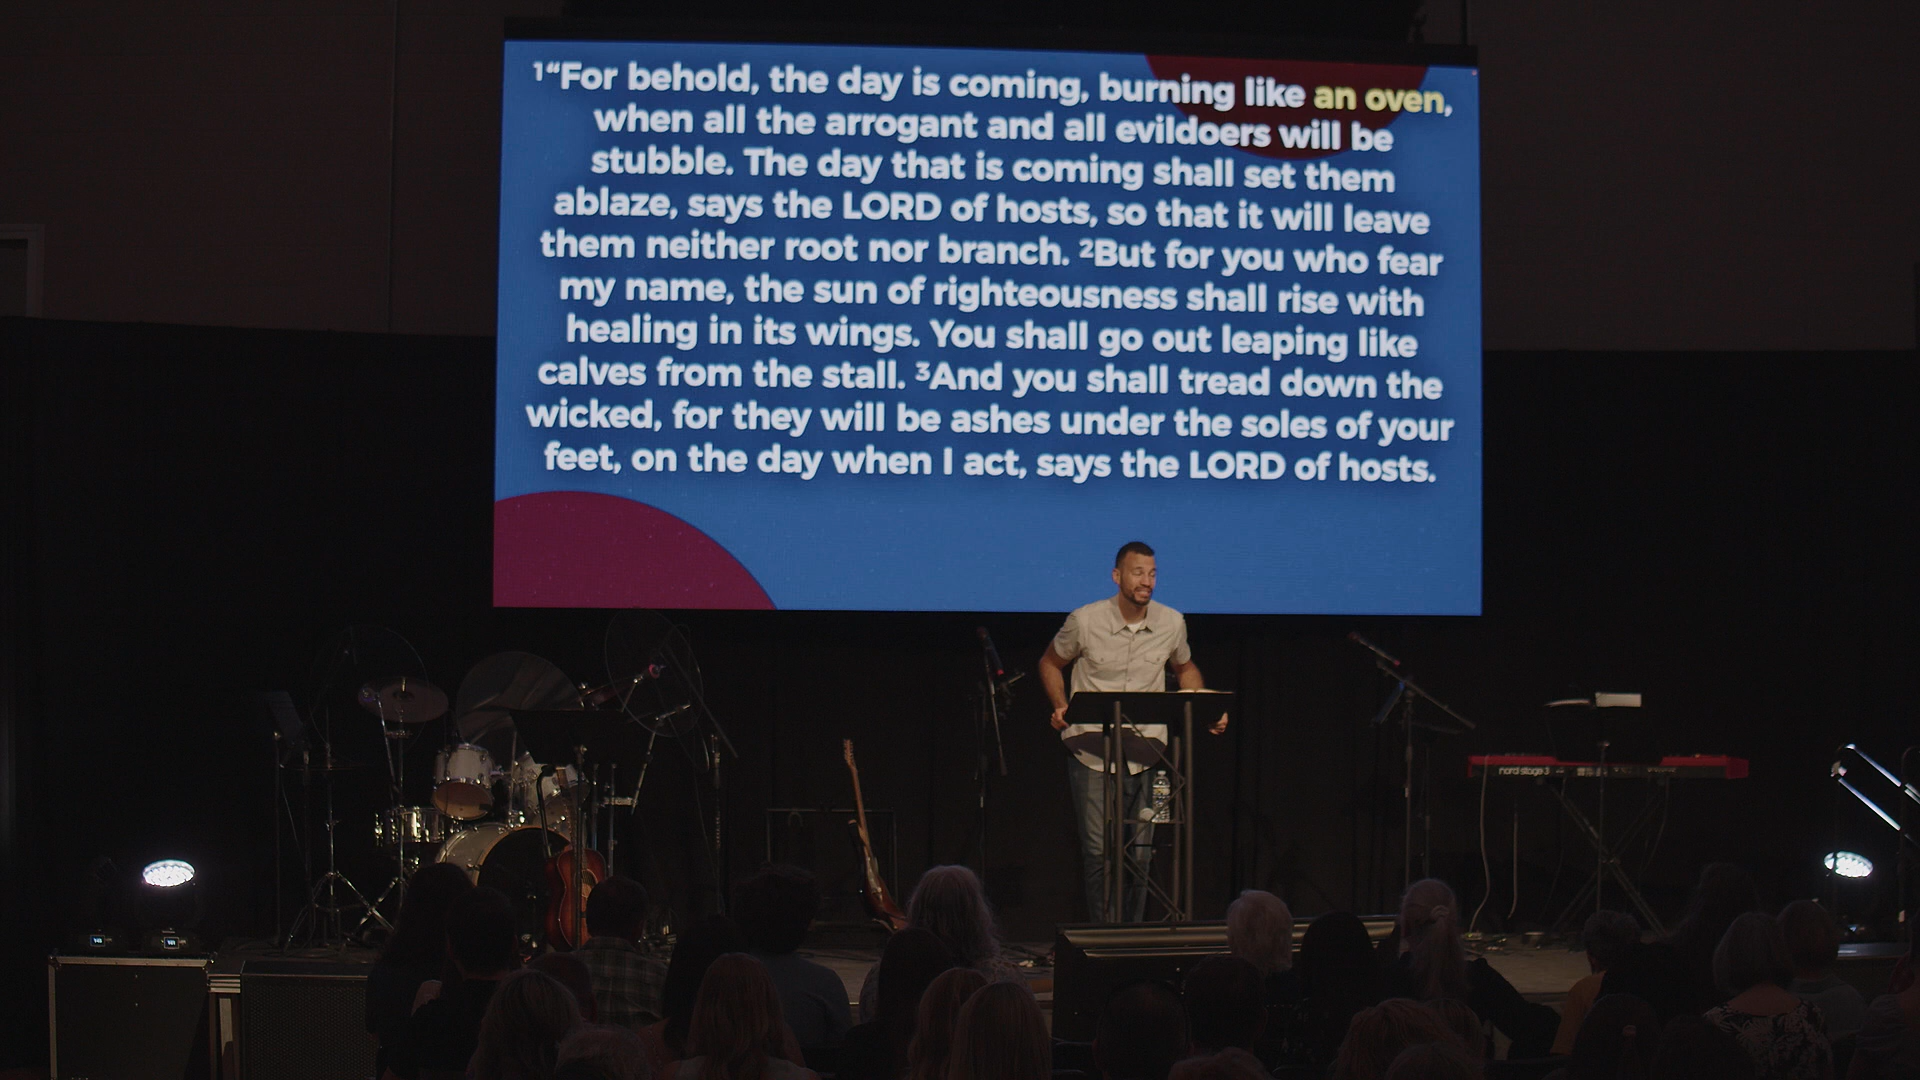 ¹“For behold, the day is coming, burning like an oven,
when all the arrogant and all evildoers will be
stubble. The day that is coming shall set them
ablaze, says the LORD of hosts, so that it will leave
them neither root nor branch. ²But for you who fear
my name, the sun of righteousness shall rise with
healing in its wings. You shall go out leaping like
calves from the stall. ³And you shall tread down the
wicked, for they will be ashes under the soles of your
feet, on the day when I act, says the LORD of hosts.
nord stage 3